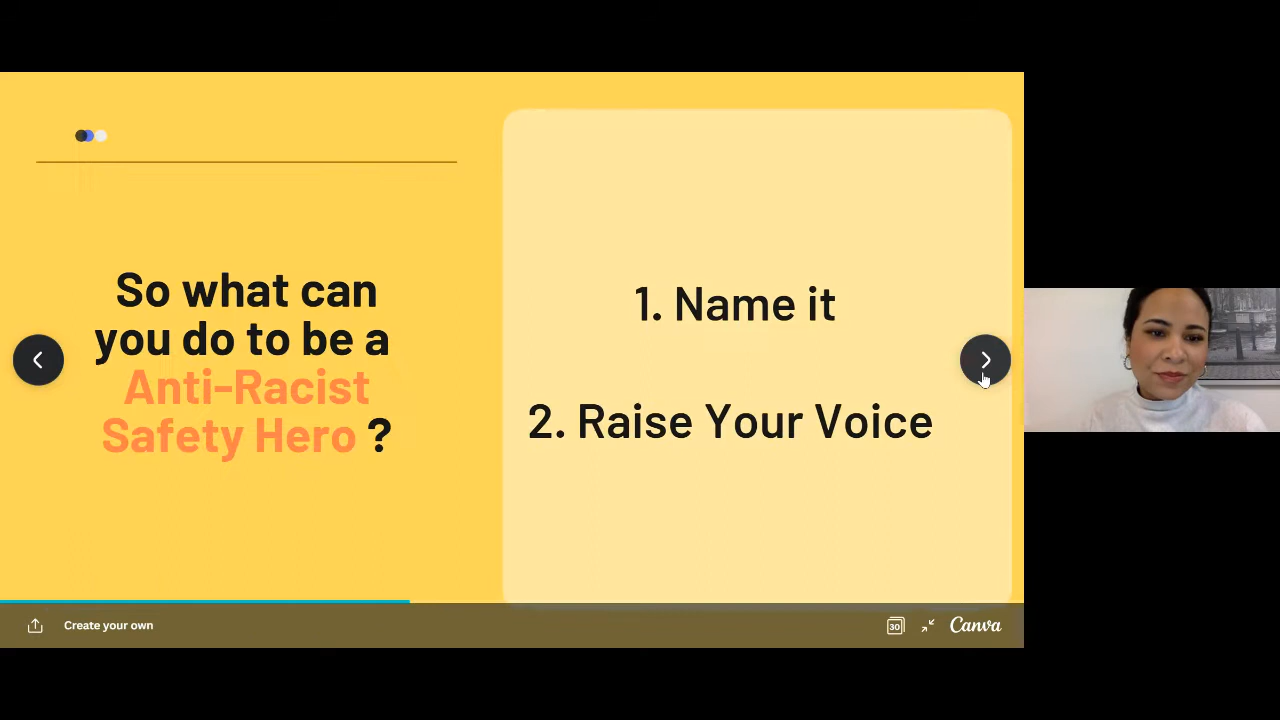 So what can
you do to be a
Anti-Racist
Safety Hero ?
1. Name it
2. Raise Your Voice
Create your own
30
Canva